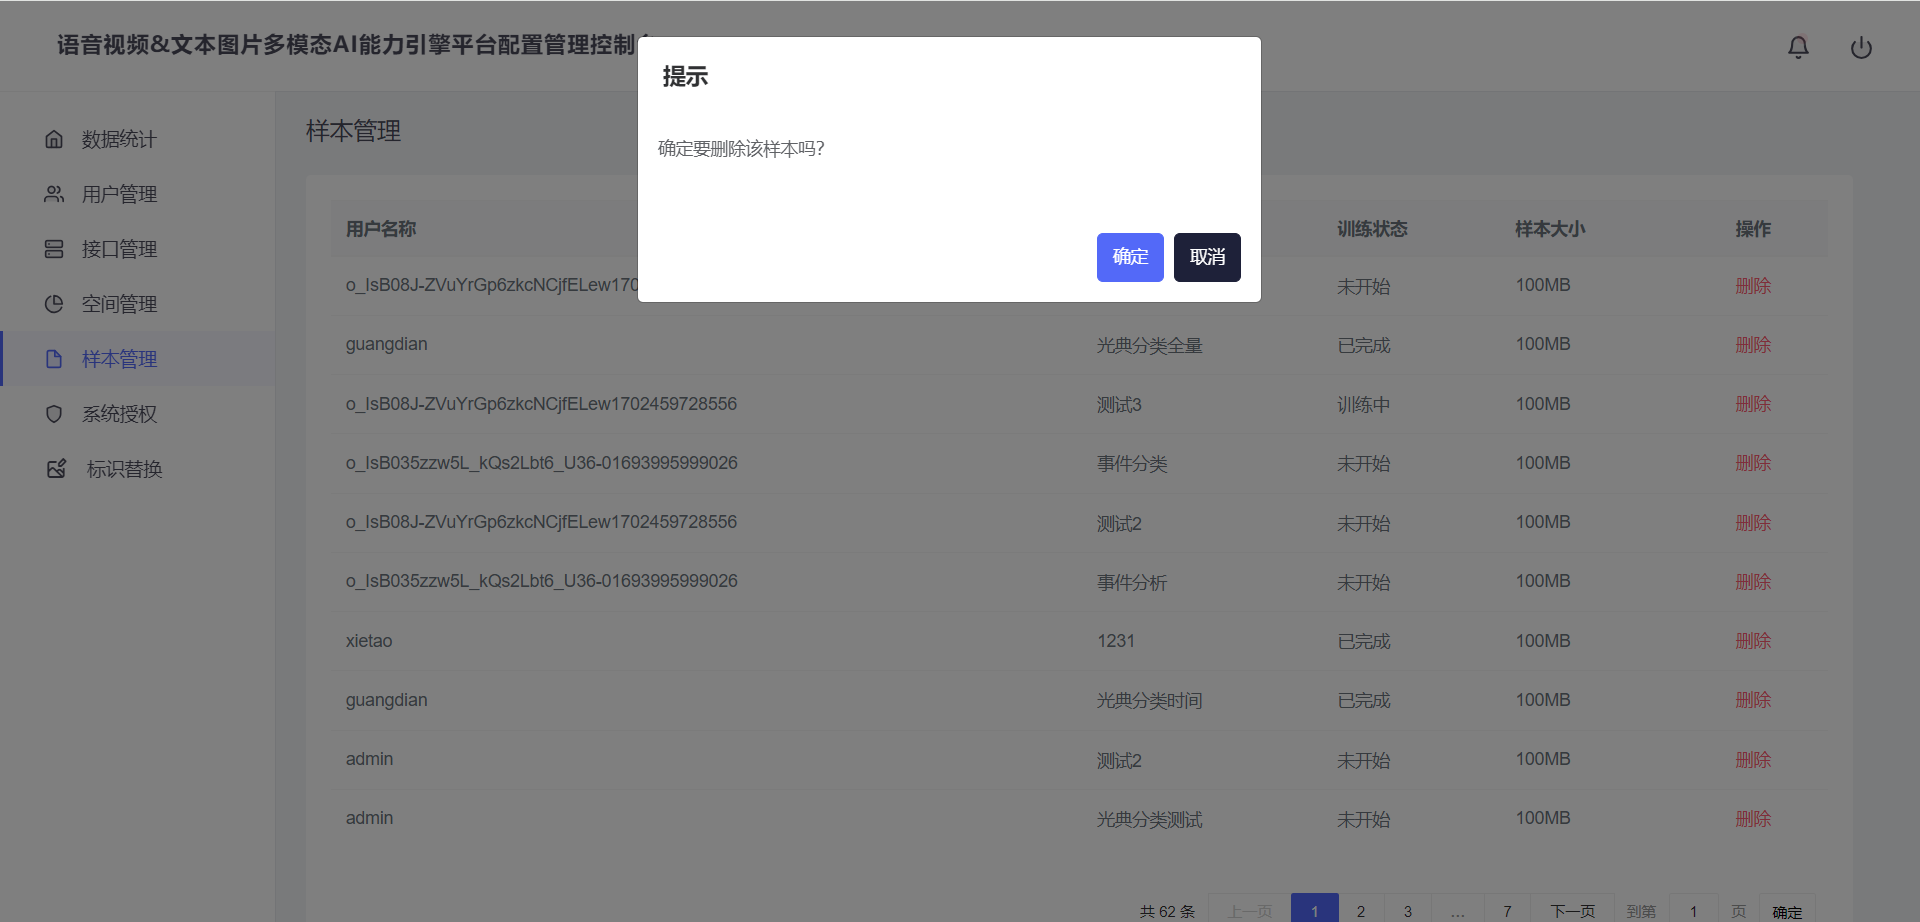 语音视频&文本图片多模态AI能力引擎平台配置管理控制
提示
确定要删除该样本吗？
确定 取消
数据统计
用户管理
接口管理
空间管理
样本管理
系统授权
标识替换
样本管理
用户名称 训练状态 样本大小 操作
o_IsB08J-ZVuYrGp6zkcNCjfELew170 未开始 100MB 删除
guangdian 光典分类全量 已完成 100MB 删除
o_IsB08J-ZVuYrGp6zkcNCjfELew1702459728556 测试3 训练中 100MB 删除
o_IsB035zzw5L_kQs2Lbt6_U36-01693995999026 事件分类 未开始 100MB 删除
o_IsB08J-ZVuYrGp6zkcNCjfELew1702459728556 测试2 未开始 100MB 删除
o_IsB035zzw5L_kQs2Lbt6_U36-01693995999026 事件分析 未开始 100MB 删除
xietao 1231 已完成 100MB 删除
guangdian 光典分类时间 已完成 100MB 删除
admin 测试2 未开始 100MB 删除
admin 光典分类测试 未开始 100MB 删除
共 62 条 上一页 1 2 3 … 7 下一页 到第 1 页 确定